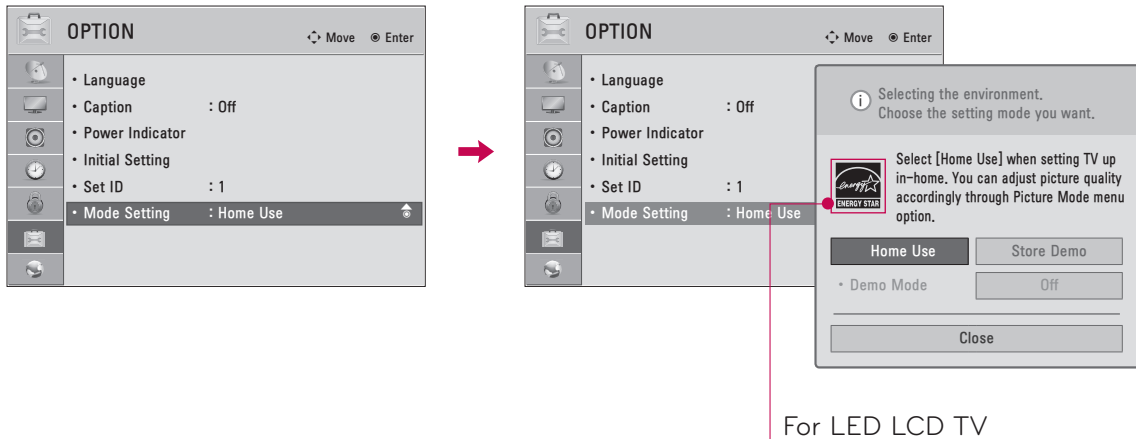 OPTION
Move Enter
• Language
• Caption : Off
• Power Indicator
• Initial Setting
• Set ID : 1
• Mode Setting : Home Use
OPTION
Move Enter
• Language
• Caption : Off
• Power Indicator
• Initial Setting
• Set ID : 1
• Mode Setting : Home Use
i
Selecting the environment.
Choose the setting mode you want.
energy
ENERGY STAR
Select [Home Use] when setting TV up
in-home. You can adjust picture quality
accordingly through Picture Mode menu
option.
Home Use Store Demo
• Demo Mode Off
Close
For LED LCD TV